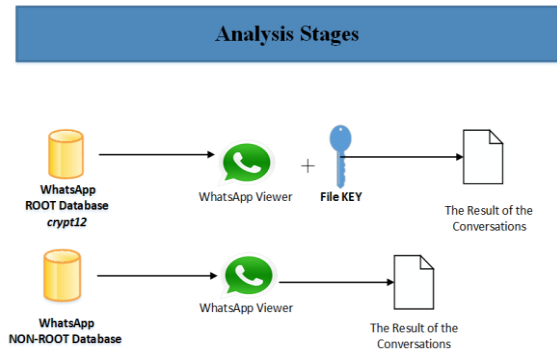 Analysis Stages
WhatsApp
ROOT Database
crypt12
WhatsApp Viewer
+
File KEY
The Result of the
Conversations
WhatsApp
NON-ROOT Database
WhatsApp Viewer
The Result of the
Conversations